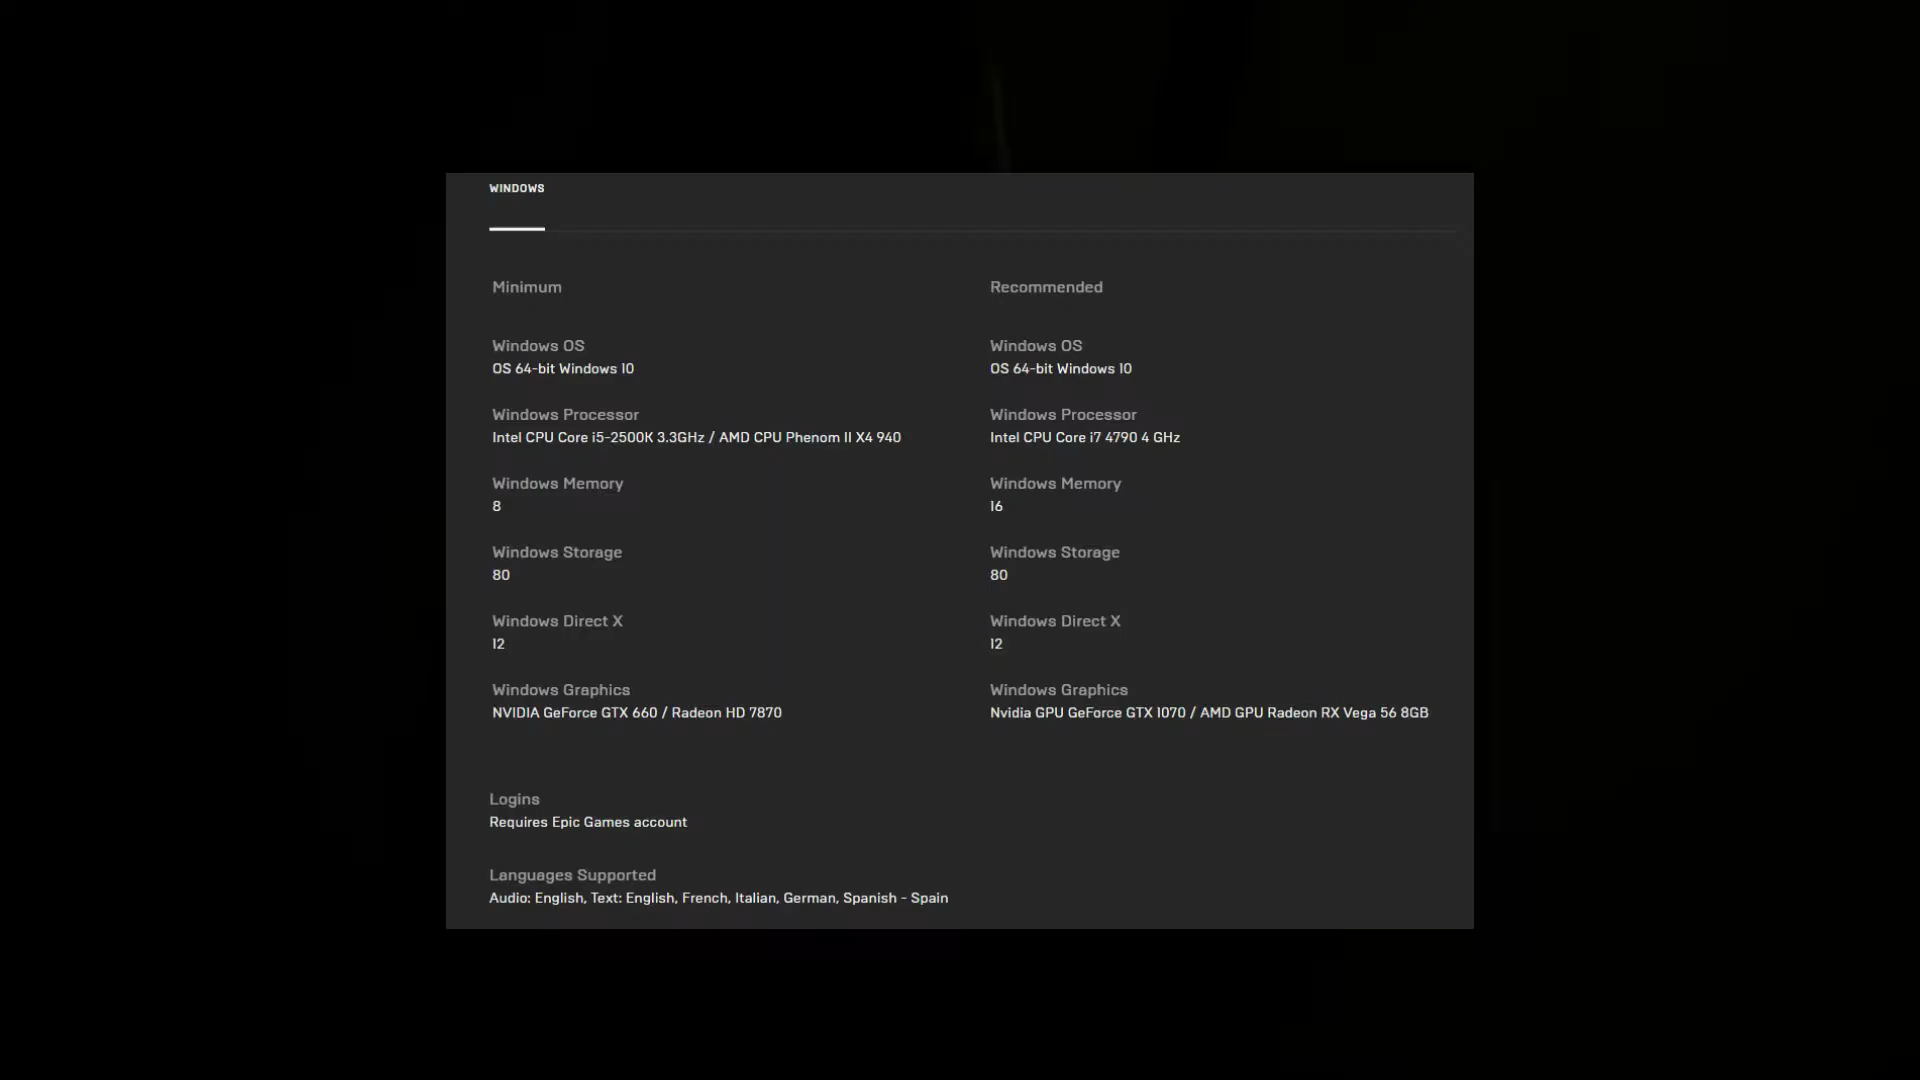 WINDOWS
Minimum
Windows OS
OS 64-bit Windows 10
Windows Processor
Intel CPU Core i5-2500K 3.3GHz / AMD CPU Phenom II X4 940
Windows Memory
8
Windows Storage
80
Windows Direct X
12
Windows Graphics
NVIDIA GeForce GTX 660 / Radeon HD 7870
Recommended
Windows OS
OS 64-bit Windows 10
Windows Processor
Intel CPU Core i7 4790 4 GHz
Windows Memory
16
Windows Storage
80
Windows Direct X
12
Windows Graphics
Nvidia GPU GeForce GTX 1070 / AMD GPU Radeon RX Vega 56 8GB
Logins
Requires Epic Games account
Languages Supported
Audio: English, Text: English, French, Italian, German, Spanish - Spain